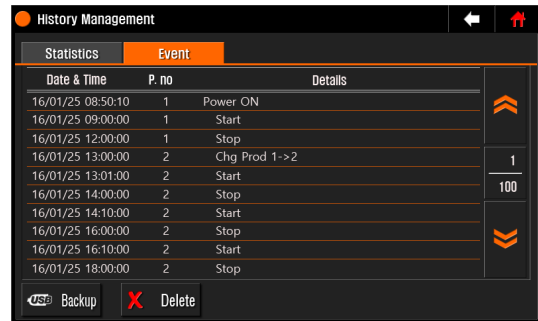 History Management
Statistics Event
Date & Time P. no Details
16/01/25 08:50:10 1 Power ON
16/01/25 09:00:00 1 Start
16/01/25 12:00:00 1 Stop
16/01/25 13:00:00 2 Chg Prod 1->2
16/01/25 13:01:00 2 Start
16/01/25 14:00:00 2 Stop
16/01/25 14:10:00 2 Start
16/01/25 16:00:00 2 Stop
16/01/25 16:10:00 2 Start
16/01/25 18:00:00 2 Stop
1
100
USB Backup X Delete